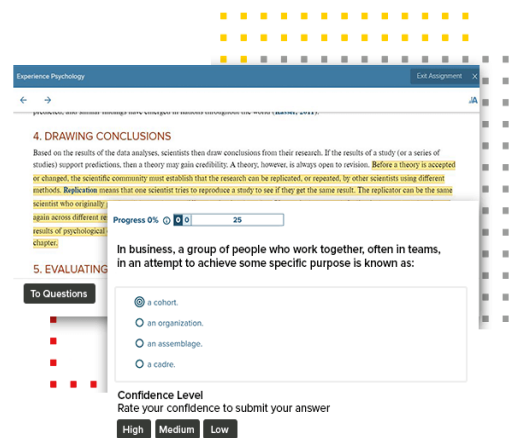 Experience Psychology
Exit Assignment X
← →
4. DRAWING CONCLUSIONS
Based on the results of the data analyses, scientists then draw conclusions from their research. If the results of a study (or a series of
studies) support predictions, then a theory may gain credibility. A theory, however, is always open to revision. Before a theory is accepted
or changed, the scientific community must establish that the research can be replicated, or repeated, by other scientists using different
methods. Replication means that one scientist tries to reproduce a study to see if they get the same result. The replicator can be the same
scientist who originally
again across different re
results of psychological
chapter.
5. EVALUATING
To Questions
Progress 0% 0 0 25
In business, a group of people who work together, often in teams,
in an attempt to achieve some specific purpose is known as:
a cohort.
an organization.
an assemblage.
a cadre.
Confidence Level
Rate your confidence to submit your answer
High Medium Low